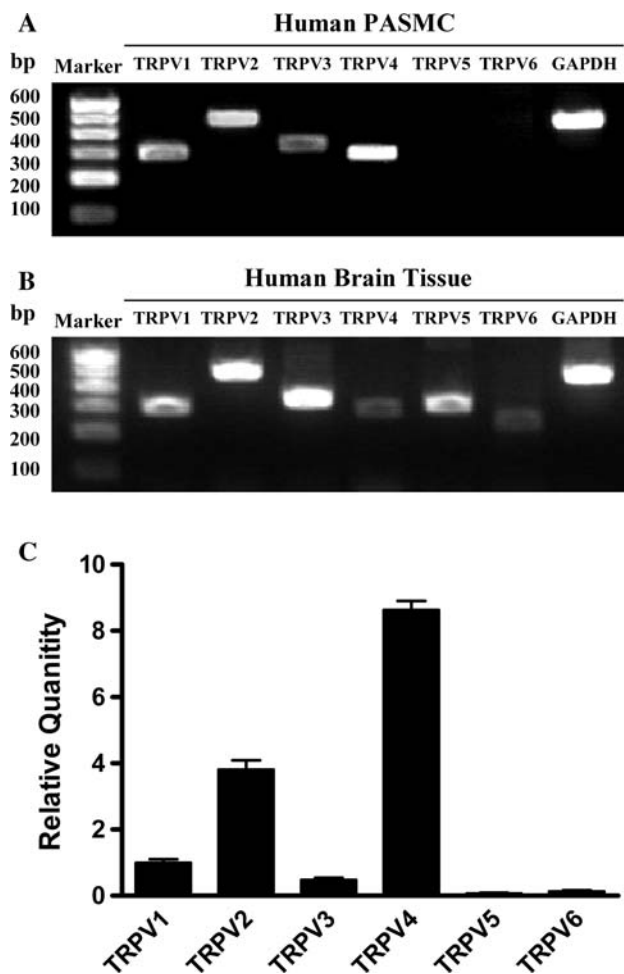 A
Human PASMC
bp Marker TRPV1 TRPV2 TRPV3 TRPV4 TRPV5 TRPV6 GAPDH
600
500
400
300
200
100
B
Human Brain Tissue
bp Marker TRPV1 TRPV2 TRPV3 TRPV4 TRPV5 TRPV6 GAPDH
600
500
400
300
200
100
C
Relative Quanitity
10
8
6
4
2
0
TRPV1 TRPV2 TRPV3 TRPV4 TRPV5 TRPV6